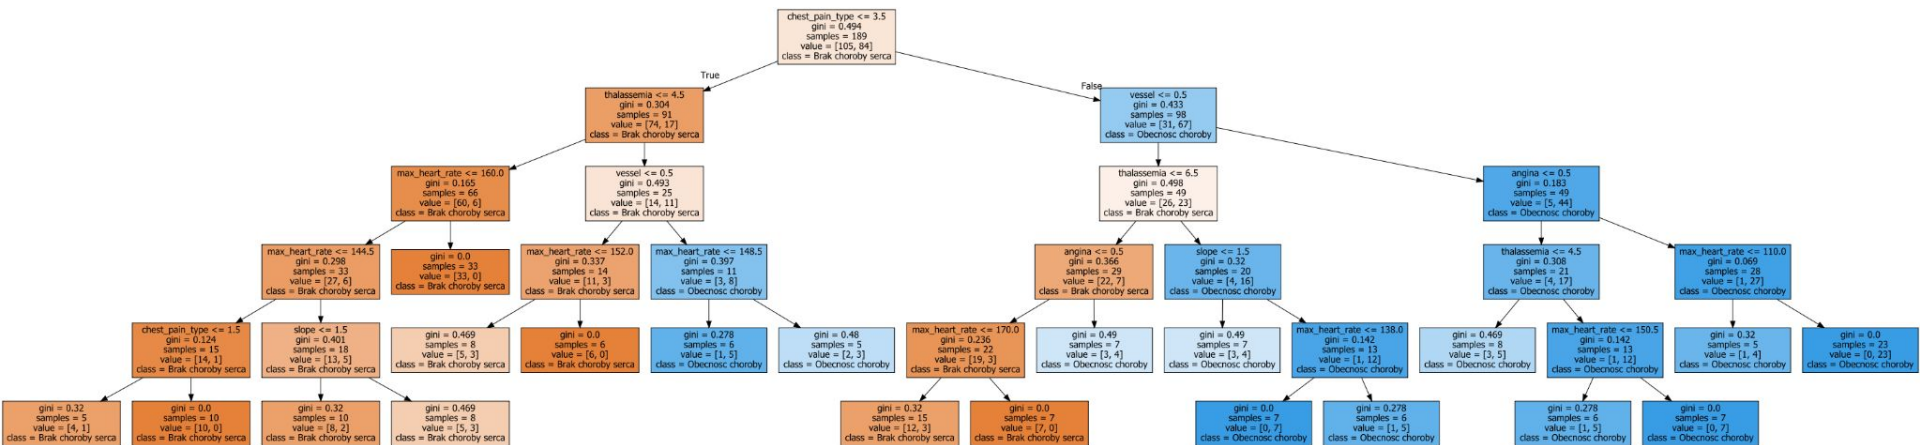 chest_pain_type <= 3.5
gini = 0.494
samples = 189
value = [105, 84]
class = Brak choroby serca
True
False
thalassemia <= 4.5
gini = 0.304
samples = 91
value = [74, 17]
class = Brak choroby serca
vessel <= 0.5
gini = 0.433
samples = 98
value = [31, 67]
class = Obecnosc choroby
max_heart_rate <= 160.0
gini = 0.165
samples = 66
value = [60, 6]
class = Brak choroby serca
vessel <= 0.5
gini = 0.493
samples = 25
value = [14, 11]
class = Brak choroby serca
thalassemia <= 6.5
gini = 0.498
samples = 49
value = [26, 23]
class = Brak choroby serca
angina <= 0.5
gini = 0.183
samples = 49
value = [5, 44]
class = Obecnosc choroby
max_heart_rate <= 144.5
gini = 0.298
samples = 33
value = [27, 6]
class = Brak choroby serca
gini = 0.0
samples = 33
value = [33, 0]
class = Brak choroby serca
max_heart_rate <= 152.0
gini = 0.337
samples = 14
value = [11, 3]
class = Brak choroby serca
max_heart_rate <= 148.5
gini = 0.397
samples = 11
value = [3, 8]
class = Obecnosc choroby
angina <= 0.5
gini = 0.366
samples = 29
value = [22, 7]
class = Brak choroby serca
slope <= 1.5
gini = 0.32
samples = 20
value = [4, 16]
class = Obecnosc choroby
thalassemia <= 4.5
gini = 0.308
samples = 21
value = [4, 17]
class = Obecnosc choroby
max_heart_rate <= 110.0
gini = 0.069
samples = 28
value = [1, 27]
class = Obecnosc choroby
chest_pain_type <= 1.5
gini = 0.124
samples = 15
value = [14, 1]
class = Brak choroby serca
slope <= 1.5
gini = 0.401
samples = 18
value = [13, 5]
class = Brak choroby serca
gini = 0.469
samples = 8
value = [5, 3]
class = Brak choroby serca
gini = 0.0
samples = 6
value = [6, 0]
class = Brak choroby serca
gini = 0.278
samples = 6
value = [1, 5]
class = Obecnosc choroby
gini = 0.48
samples = 5
value = [2, 3]
class = Obecnosc choroby
max_heart_rate <= 170.0
gini = 0.236
samples = 22
value = [19, 3]
class = Brak choroby serca
gini = 0.49
samples = 7
value = [3, 4]
class = Obecnosc choroby
gini = 0.49
samples = 7
value = [3, 4]
class = Obecnosc choroby
max_heart_rate <= 138.0
gini = 0.142
samples = 13
value = [1, 12]
class = Obecnosc choroby
gini = 0.469
samples = 8
value = [3, 5]
class = Obecnosc choroby
max_heart_rate <= 150.5
gini = 0.142
samples = 13
value = [1, 12]
class = Obecnosc choroby
gini = 0.32
samples = 5
value = [1, 4]
class = Obecnosc choroby
gini = 0.0
samples = 23
value = [0, 23]
class = Obecnosc choroby
gini = 0.32
samples = 5
value = [4, 1]
class = Brak choroby serca
gini = 0.0
samples = 10
value = [10, 0]
class = Brak choroby serca
gini = 0.32
samples = 10
value = [8, 2]
class = Brak choroby serca
gini = 0.469
samples = 8
value = [5, 3]
class = Brak choroby serca
gini = 0.32
samples = 15
value = [12, 3]
class = Brak choroby serca
gini = 0.0
samples = 7
value = [7, 0]
class = Brak choroby serca
gini = 0.0
samples = 7
value = [0, 7]
class = Obecnosc choroby
gini = 0.278
samples = 6
value = [1, 5]
class = Obecnosc choroby
gini = 0.278
samples = 6
value = [1, 5]
class = Obecnosc choroby
gini = 0.0
samples = 7
value = [0, 7]
class = Obecnosc choroby